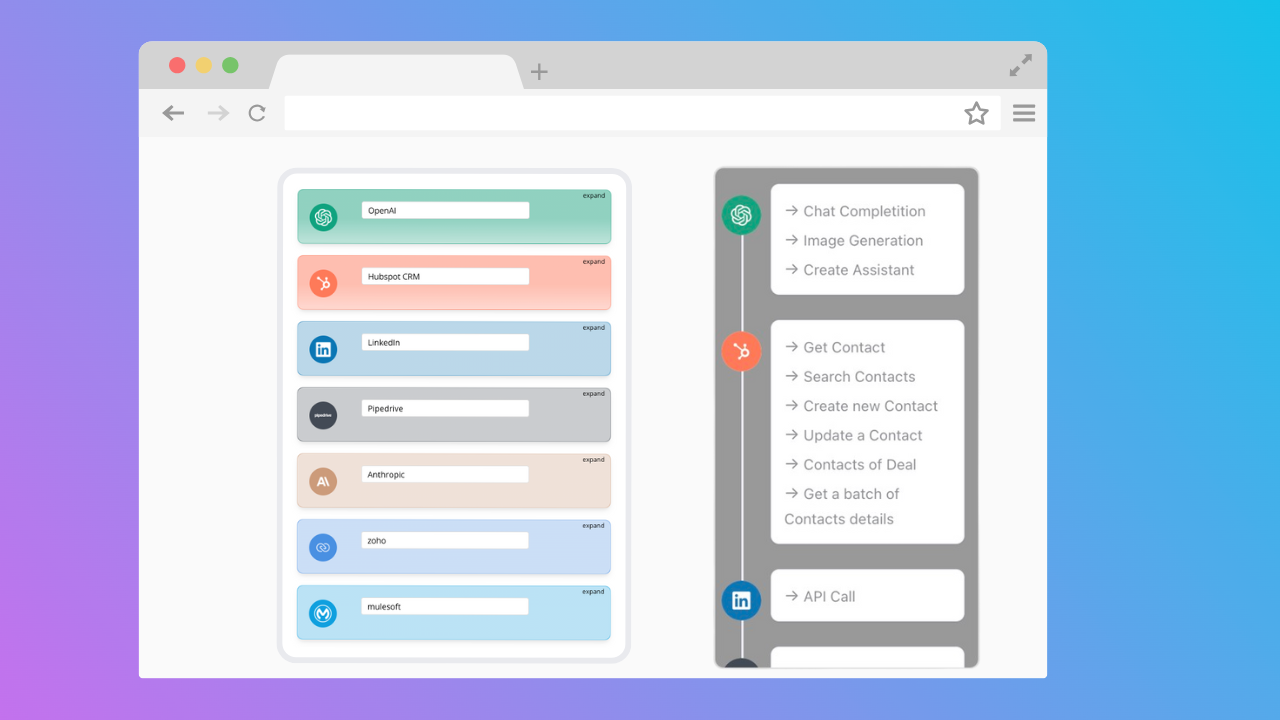 expand
OpenAI
expand
Hubspot CRM
expand
LinkedIn
in
expand
Pipedrive
pipedrive
expand
Anthropic
expand
zoho
expand
mulesoft
→ Chat Completition
→ Image Generation
→ Create Assistant
→ Get Contact
→ Search Contacts
→ Create new Contact
→ Update a Contact
→ Contacts of Deal
→ Get a batch of
Contacts details
in
→ API Call